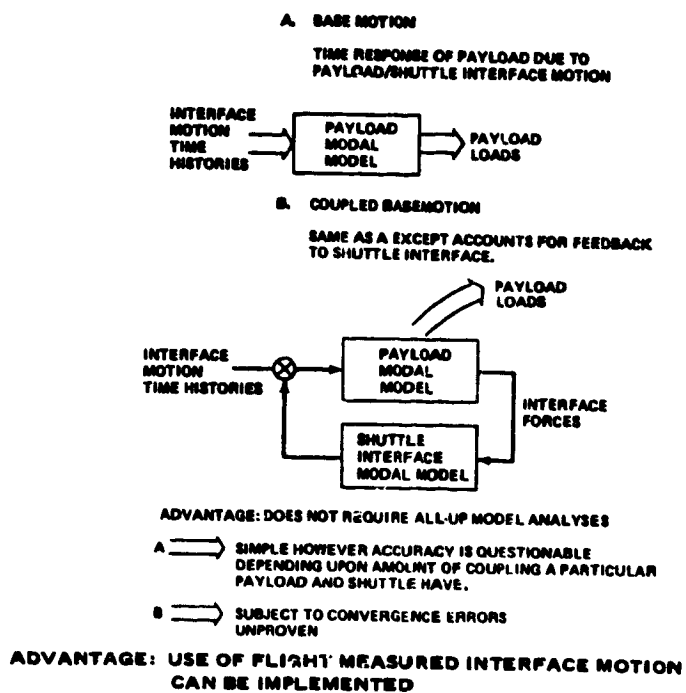 A. BASE MOTION
TIME RESPONSE OF PAYLOAD DUE TO
PAYLOAD/SHUTTLE INTERFACE MOTION
INTERFACE
MOTION
TIME
HISTORIES
PAYLOAD
MODAL
MODEL
PAYLOAD
LOADS
B. COUPLED BASEMOTION
SAME AS A EXCEPT ACCOUNTS FOR FEEDBACK
TO SHUTTLE INTERFACE.
PAYLOAD
LOADS
INTERFACE
MOTION
TIME HISTORIES
PAYLOAD
MODAL
MODEL
INTERFACE
FORCES
SHUTTLE
INTERFACE
MODAL MODEL
ADVANTAGE: DOES NOT REQUIRE ALL-UP MODEL ANALYSES
A SIMPLE HOWEVER ACCURACY IS QUESTIONABLE
DEPENDING UPON AMOUNT OF COUPLING A PARTICULAR
PAYLOAD AND SHUTTLE HAVE.
B SUBJECT TO CONVERGENCE ERRORS
UNPROVEN
ADVANTAGE: USE OF FLIGHT MEASURED INTERFACE MOTION
CAN BE IMPLEMENTED